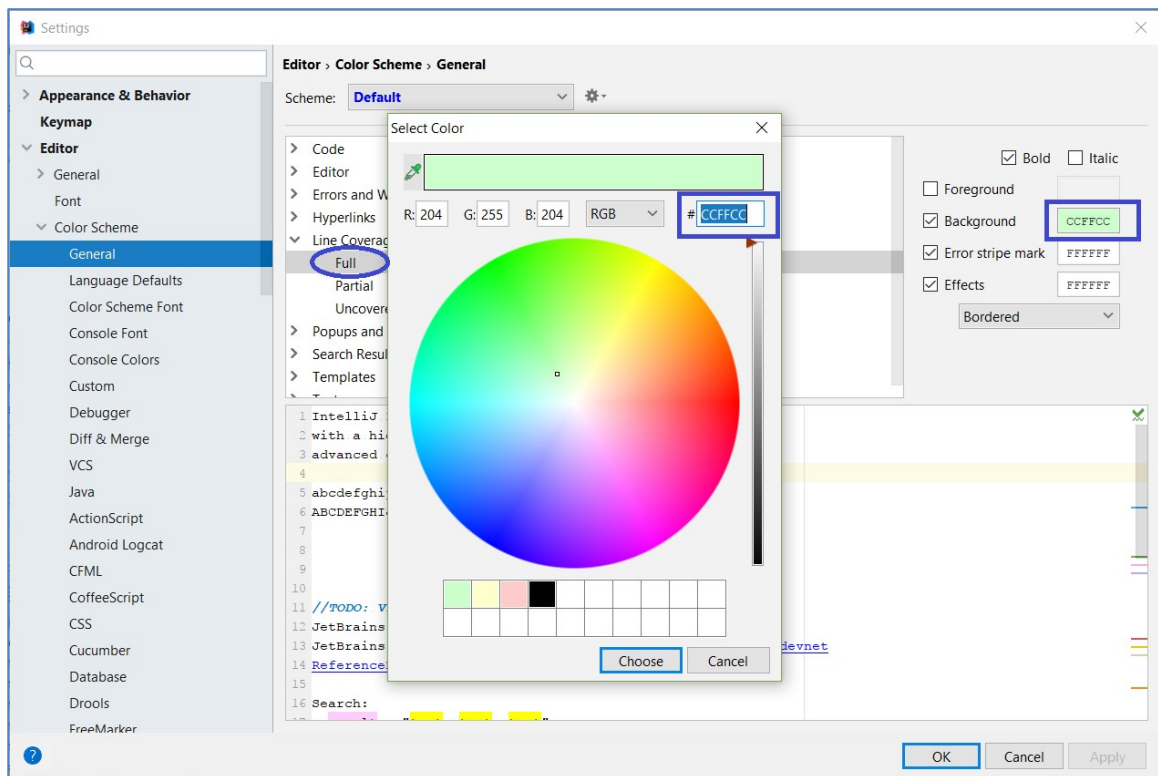 Settings
Appearance & Behavior
Keymap
Editor
General
Font
Color Scheme
General
Language Defaults
Color Scheme Font
Console Font
Console Colors
Custom
Debugger
Diff & Merge
VCS
Java
ActionScript
Android Logcat
CFML
CoffeeScript
CSS
Cucumber
Database
Drools
FreeMarker
Editor › Color Scheme › General
Scheme: Default
Code
Editor
Errors and W
Hyperlinks
Line Coverag
Full
Partial
Uncovere
Popups and
Search Resul
Templates
Select Color
R: 204 G: 255 B: 204 RGB # CCFFCC
Choose Cancel
Bold Italic
Foreground
Background CCFFCC
Error stripe mark FFFFFF
Effects FFFFFF
Bordered
1 IntelliJ
2 with a hi
3 advanced
4
5 abcdefghi
6 ABCDEFGHI
7
8
9
10
11 //TODO: V
12 JetBrains
13 JetBrains devnet
14 Reference
15
16 Search:
OK Cancel Apply